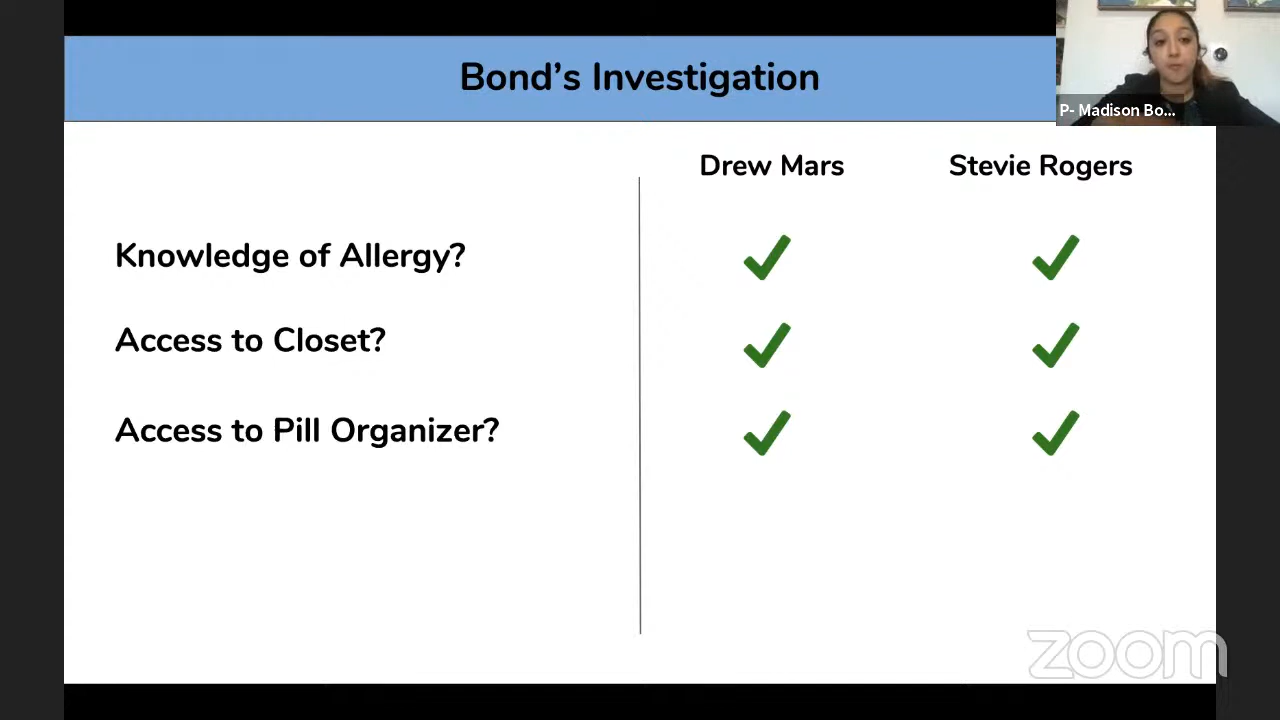 Bond's Investigation
P- Madison Bo...
Drew Mars
Stevie Rogers
Knowledge of Allergy?
Access to Closet?
Access to Pill Organizer?
zoom